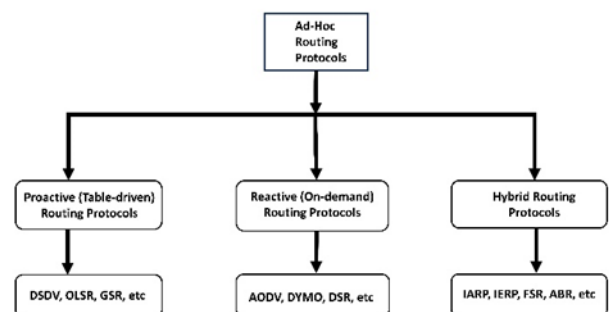 Ad-Hoc
Routing
Protocols
Proactive (Table-driven)
Routing Protocols
Reactive (On-demand)
Routing Protocols
Hybrid Routing
Protocols
DSDV, OLSR, GSR, etc
AODV, DYMO, DSR, etc
IARP, IERP, FSR, ABR, etc